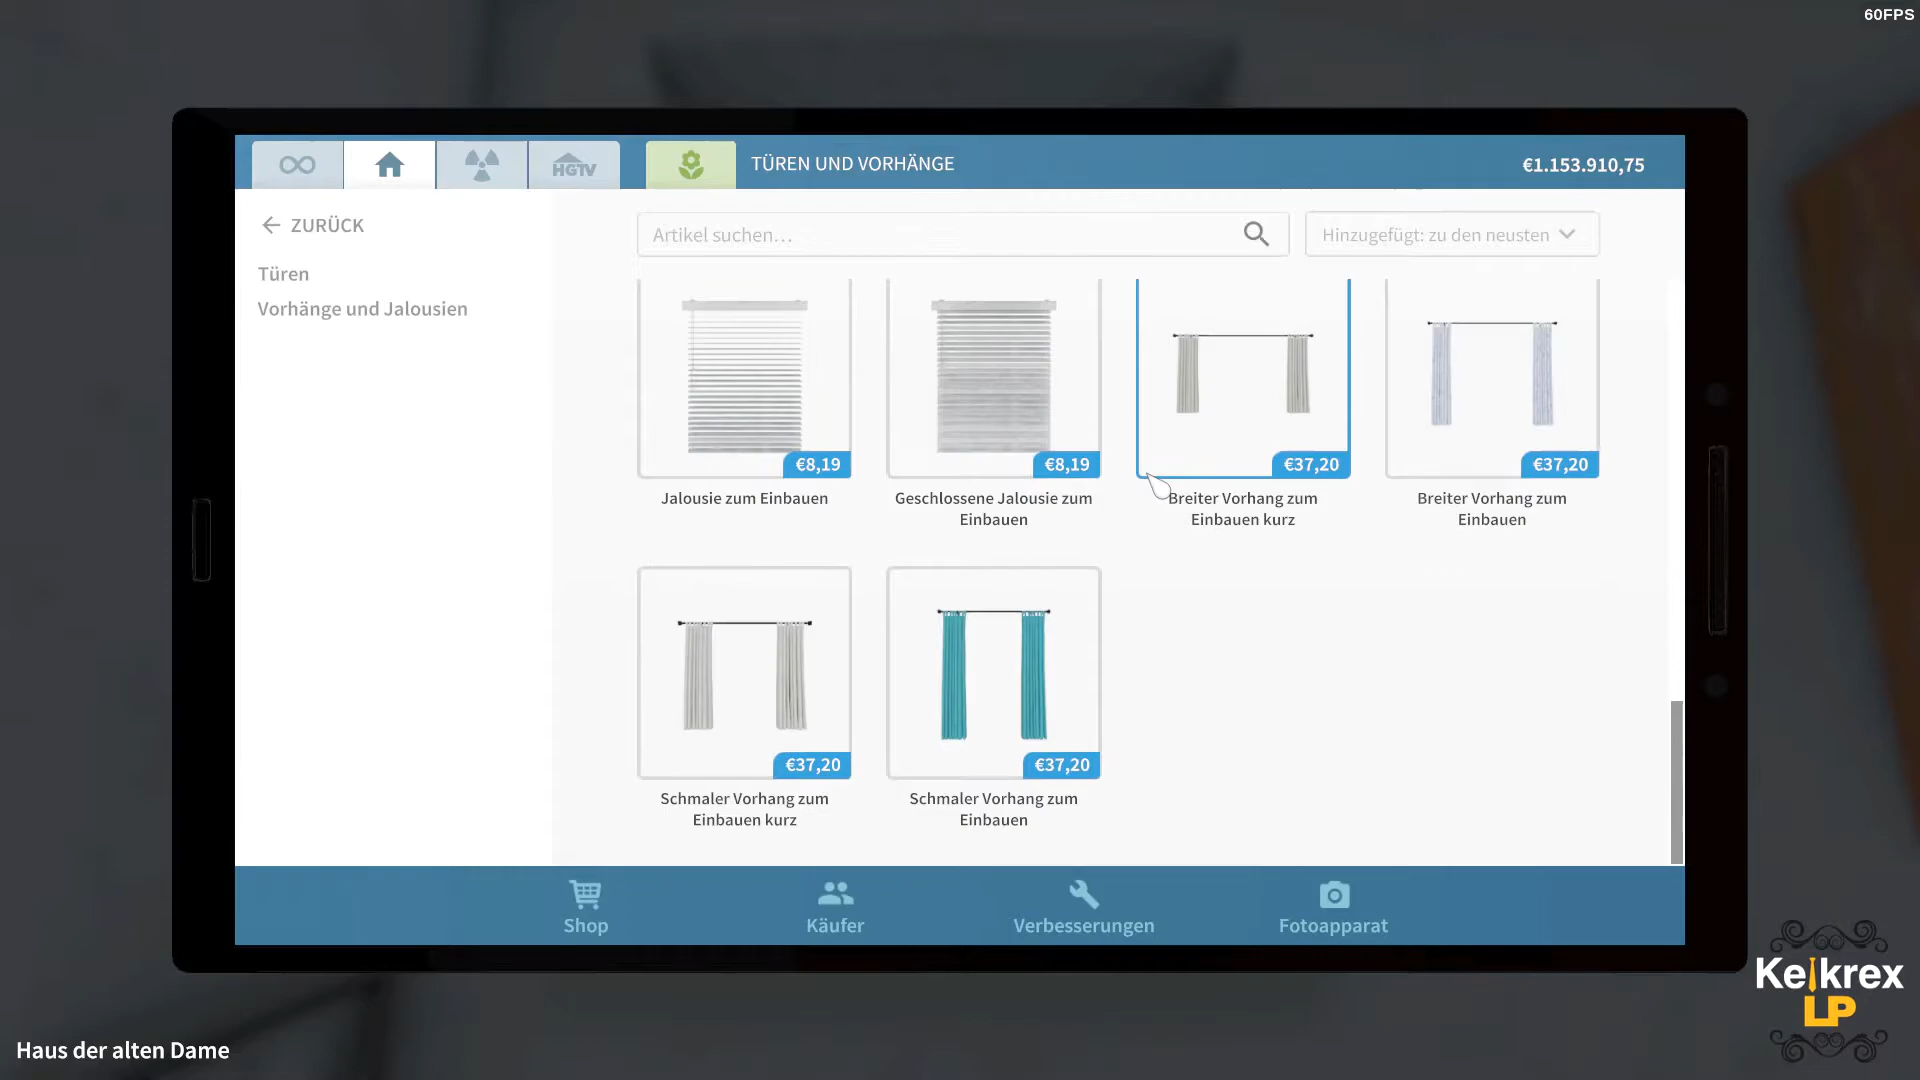 60FPS
HGTV
TÜREN UND VORHÄNGE
€1.153.910,75
ZURÜCK
Türen
Vorhänge und Jalousien
Artikel suchen...
Hinzugefügt: zu den neusten
€8,19
€8,19
€37,20
€37,20
Jalousie zum Einbauen
Geschlossene Jalousie zum
Einbauen
Breiter Vorhang zum
Einbauen kurz
Breiter Vorhang zum
Einbauen
€37,20
€37,20
Schmaler Vorhang zum
Einbauen kurz
Schmaler Vorhang zum
Einbauen
Shop
Käufer
Verbesserungen
Fotoapparat
Keikrex
LP
Haus der alten Dame